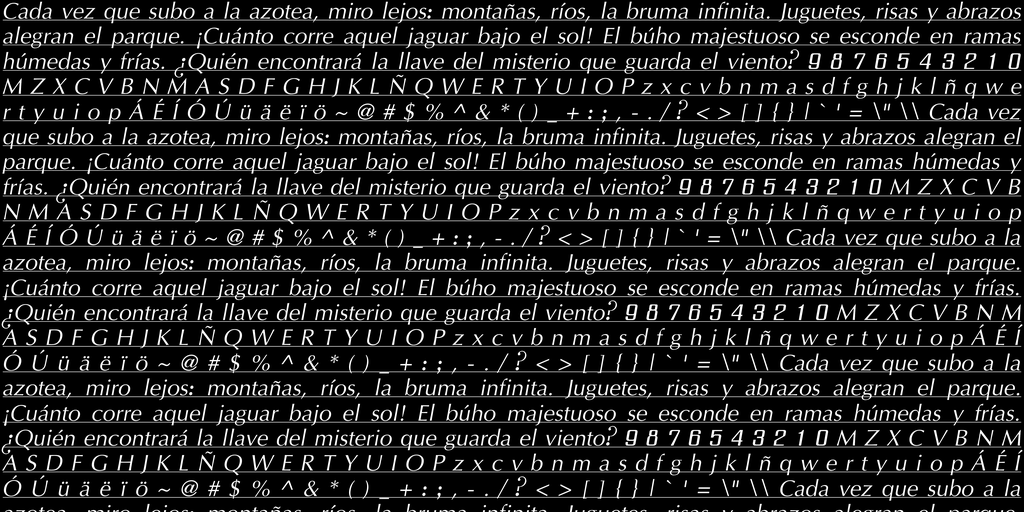 Cada vez que subo a la azotea, miro lejos: montañas, ríos, la bruma infinita. Juguetes, risas y abrazos
alegran el parque. ¡Cuánto corre aquel jaguar bajo el sol! El búho majestuoso se esconde en ramas
húmedas y frías. ¿Quién encontrará la llave del misterio que guarda el viento? 9 8 7 6 5 4 3 2 1 0
M Z X C V B N M A S D F G H J K L Ñ Q W E R T Y U I O P z x c v b n m a s d f g h j k l ñ q w e
r t y u i o p Á É Í Ó Ú ü ä ë ï ö ~ @ # $ % ^ & * ( ) _ + : ; , - . / ? < > [ ] { } | ` ' = \" \\ Cada vez
que subo a la azotea, miro lejos: montañas, ríos, la bruma infinita. Juguetes, risas y abrazos alegran el
parque. ¡Cuánto corre aquel jaguar bajo el sol! El búho majestuoso se esconde en ramas húmedas y
frías. ¿Quién encontrará la llave del misterio que guarda el viento? 9 8 7 6 5 4 3 2 1 0 M Z X C V B
N M A S D F G H J K L Ñ Q W E R T Y U I O P z x c v b n m a s d f g h j k l ñ q w e r t y u i o p
Á É Í Ó Ú ü ä ë ï ö ~ @ # $ % ^ & * ( ) _ + : ; , - . / ? < > [ ] { } | ` ' = \" \\ Cada vez que subo a la
azotea, miro lejos: montañas, ríos, la bruma infinita. Juguetes, risas y abrazos alegran el parque.
¡Cuánto corre aquel jaguar bajo el sol! El búho majestuoso se esconde en ramas húmedas y frías.
¿Quién encontrará la llave del misterio que guarda el viento? 9 8 7 6 5 4 3 2 1 0 M Z X C V B N M
A S D F G H J K L Ñ Q W E R T Y U I O P z x c v b n m a s d f g h j k l ñ q w e r t y u i o p Á É Í
Ó Ú ü ä ë ï ö ~ @ # $ % ^ & * ( ) _ + : ; , - . / ? < > [ ] { } | ` ' = \" \\ Cada vez que subo a la
azotea, miro lejos: montañas, ríos, la bruma infinita. Juguetes, risas y abrazos alegran el parque.
¡Cuánto corre aquel jaguar bajo el sol! El búho majestuoso se esconde en ramas húmedas y frías.
¿Quién encontrará la llave del misterio que guarda el viento? 9 8 7 6 5 4 3 2 1 0 M Z X C V B N M
A S D F G H J K L Ñ Q W E R T Y U I O P z x c v b n m a s d f g h j k l ñ q w e r t y u i o p Á É Í
Ó Ú ü ä ë ï ö ~ @ # $ % ^ & * ( ) _ + : ; , - . / ? < > [ ] { } | ` ' = \" \\ Cada vez que subo a la